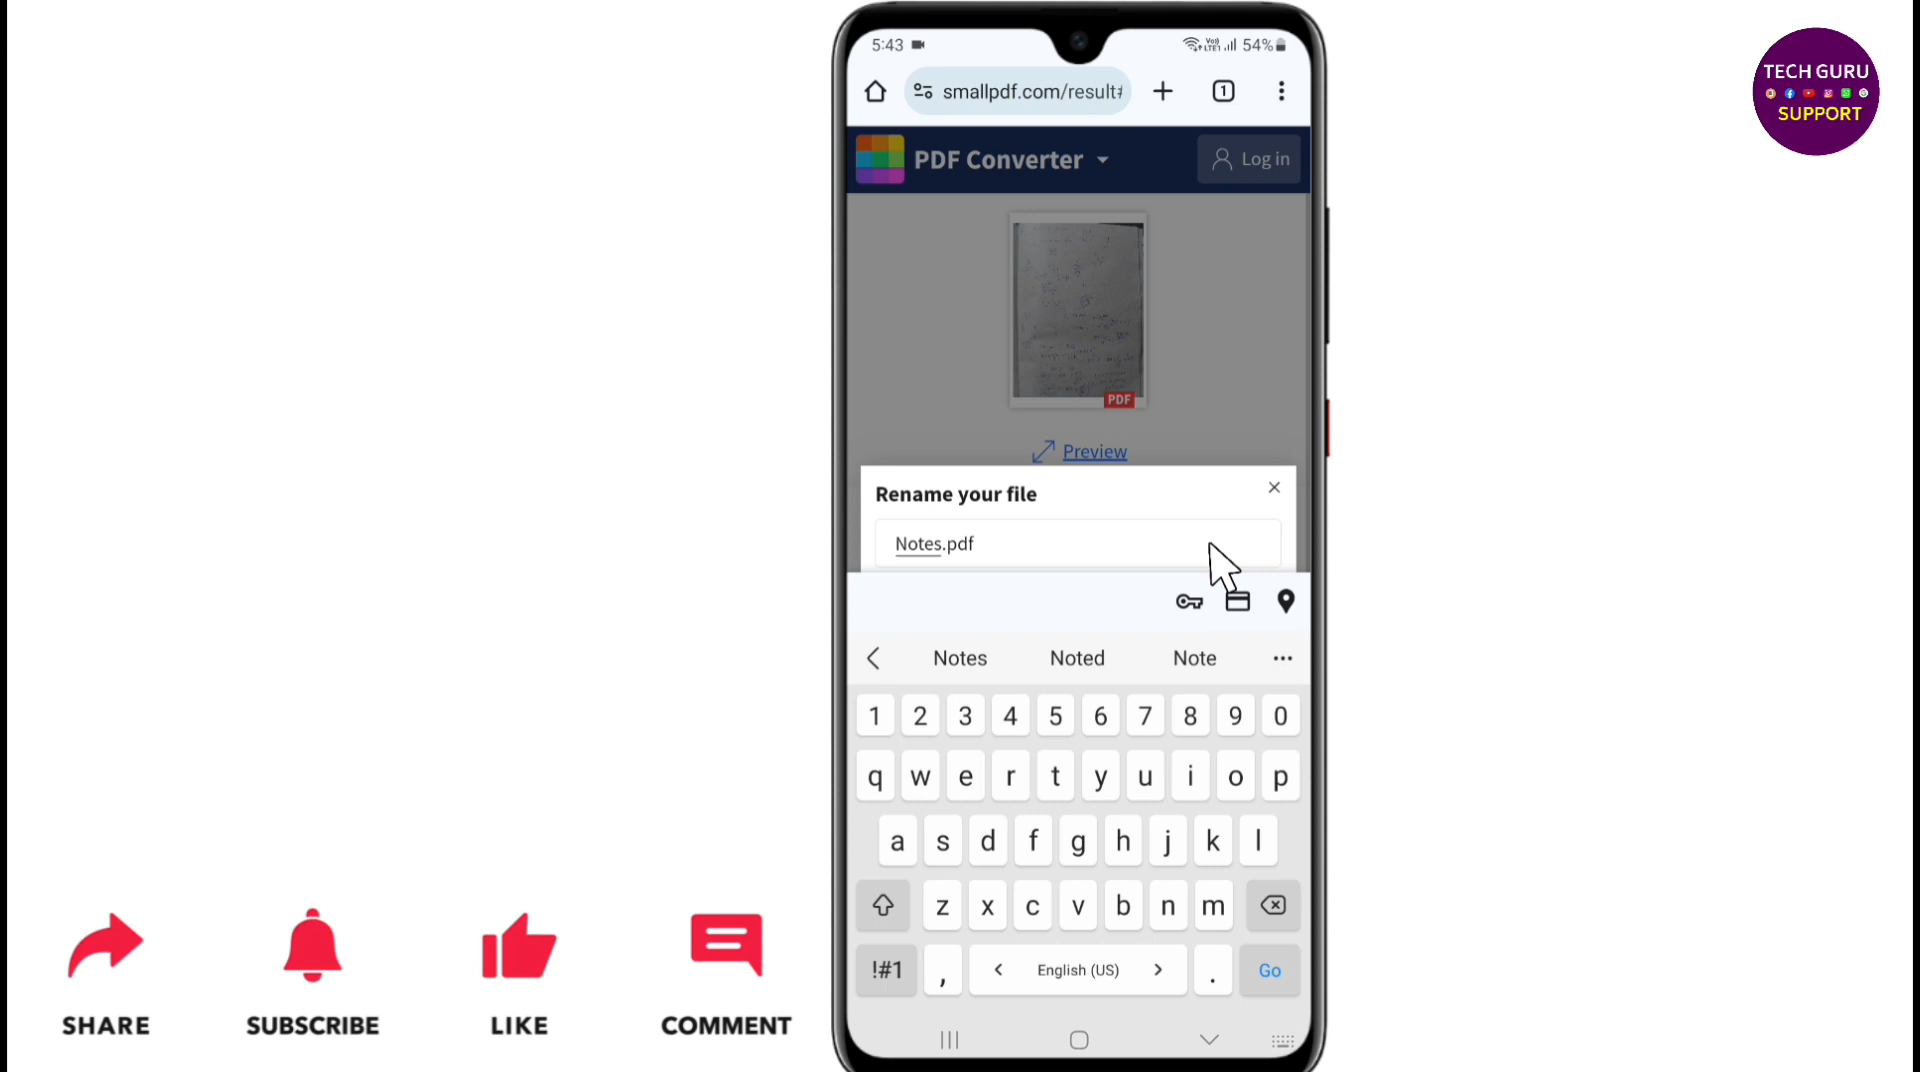 5:43
Vo) LTE1 54%
smallpdf.com/result#
1
PDF Converter
Log in
PDF
Preview
Rename your file
Notes.pdf
Notes Noted Note
1 2 3 4 5 6 7 8 9 0
q w e r t y u i o p
a s d f g h j k l
z x c v b n m
!#1 , English (US) . Go
TECH GURU
SUPPORT
SHARE SUBSCRIBE LIKE COMMENT